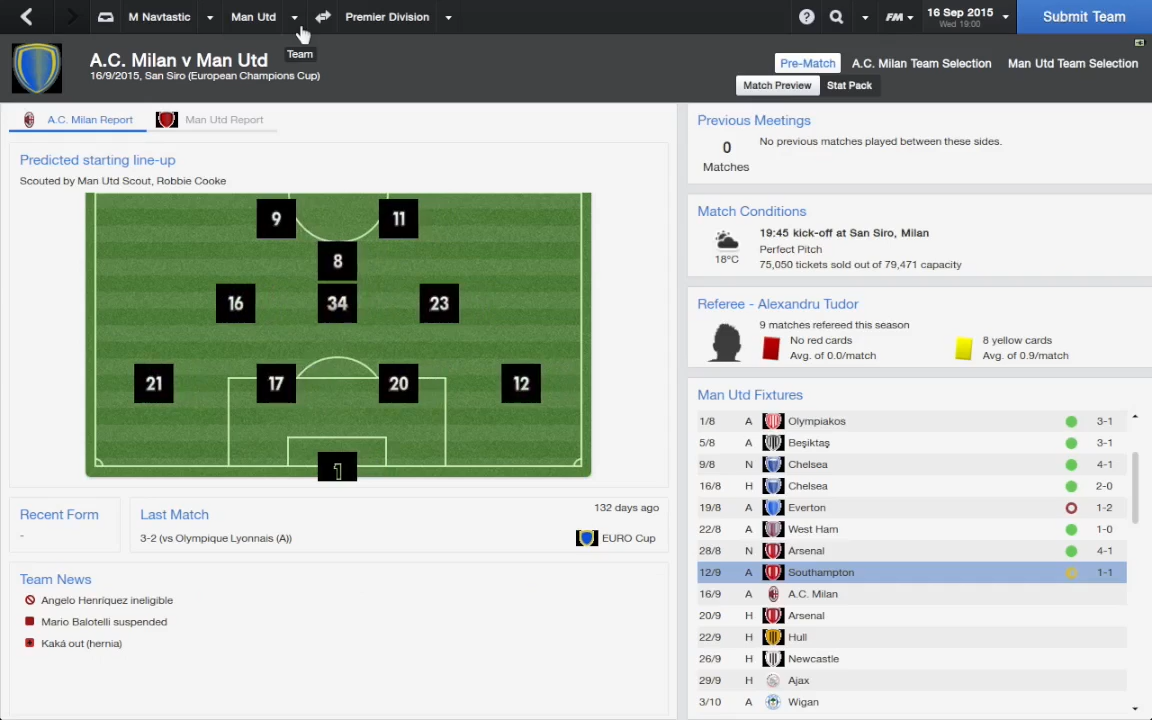 M Navtastic
Man Utd
Premier Division
FM
16 Sep 2015
Wed 19:00
Submit Team
Team
A.C. Milan v Man Utd
16/9/2015, San Siro (European Champions Cup)
Pre-Match
A.C. Milan Team Selection
Man Utd Team Selection
Match Preview
Stat Pack
A.C. Milan Report
Man Utd Report
Predicted starting line-up
Scouted by Man Utd Scout, Robbie Cooke
9 11
8
16 34 23
21 17 20 12
1
Recent Form
-
Last Match
132 days ago
3-2 (vs Olympique Lyonnais (A))
EURO Cup
Team News
Angelo Henríquez ineligible
Mario Balotelli suspended
Kaká out (hernia)
Previous Meetings
0
Matches
No previous matches played between these sides.
Match Conditions
18°C
19:45 kick-off at San Siro, Milan
Perfect Pitch
75,050 tickets sold out of 79,471 capacity
Referee - Alexandru Tudor
9 matches refereed this season
No red cards
Avg. of 0.0/match
8 yellow cards
Avg. of 0.9/match
Man Utd Fixtures
1/8 A Olympiakos 3-1
5/8 A Beşiktaş 3-1
9/8 N Chelsea 4-1
16/8 H Chelsea 2-0
19/8 A Everton 1-2
22/8 A West Ham 1-0
28/8 N Arsenal 4-1
12/9 A Southampton 1-1
16/9 A A.C. Milan
20/9 H Arsenal
22/9 H Hull
26/9 H Newcastle
29/9 H Ajax
3/10 A Wigan